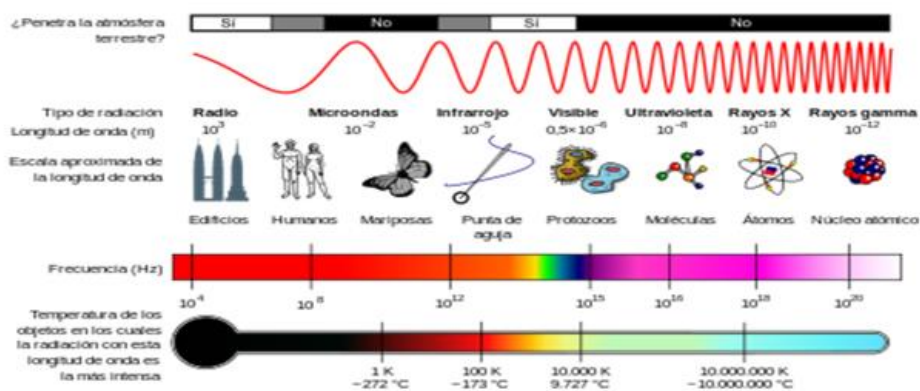 ¿Penetra la atmósfera
terrestre?
Sí
No
Sí
No
Tipo de radiación
Radio
Microondas
Infrarrojo
Visible
Ultravioleta
Rayos X
Rayos gamma
Longitud de onda (m)
10³
10⁻²
10⁻⁵
0,5×10⁻⁶
10⁻⁸
10⁻¹⁰
10⁻¹²
Escala aproximada de
la longitud de onda
Edificios
Humanos
Mariposas
Punta de
aguja
Protozoos
Moléculas
Átomos
Núcleo atómico
Frecuencia (Hz)
10⁴
10⁸
10¹²
10¹⁵
10¹⁶
10¹⁸
10²⁰
Temperatura de los
objetos en los cuales
la radiación con esta
longitud de onda es
la más intensa
1 K
−272 °C
100 K
−173 °C
10.000 K
9.727 °C
10.000.000 K
~10.000.000 °C